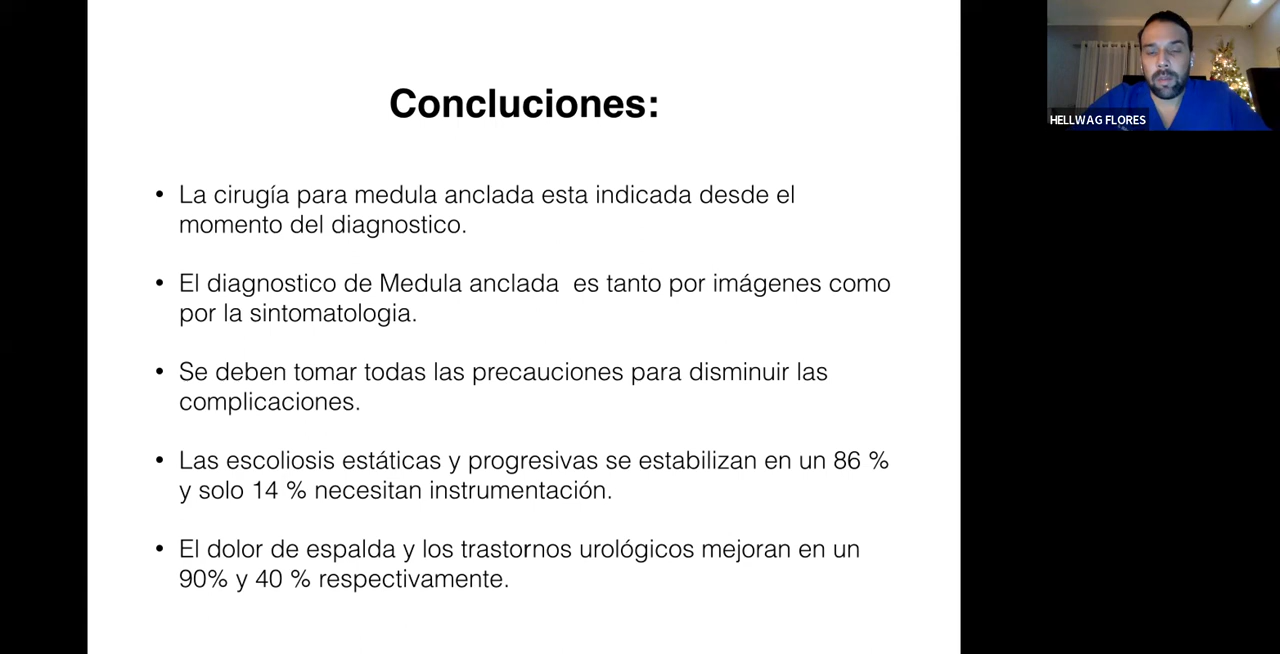 Concluciones:
• La cirugía para medula anclada esta indicada desde el
momento del diagnostico.
• El diagnostico de Medula anclada  es tanto por imágenes como
por la sintomatologia.
• Se deben tomar todas las precauciones para disminuir las
complicaciones.
• Las escoliosis estáticas y progresivas se estabilizan en un 86 %
y solo 14 % necesitan instrumentación.
• El dolor de espalda y los trastornos urológicos mejoran en un
90% y 40 % respectivamente.
HELLWAG FLORES